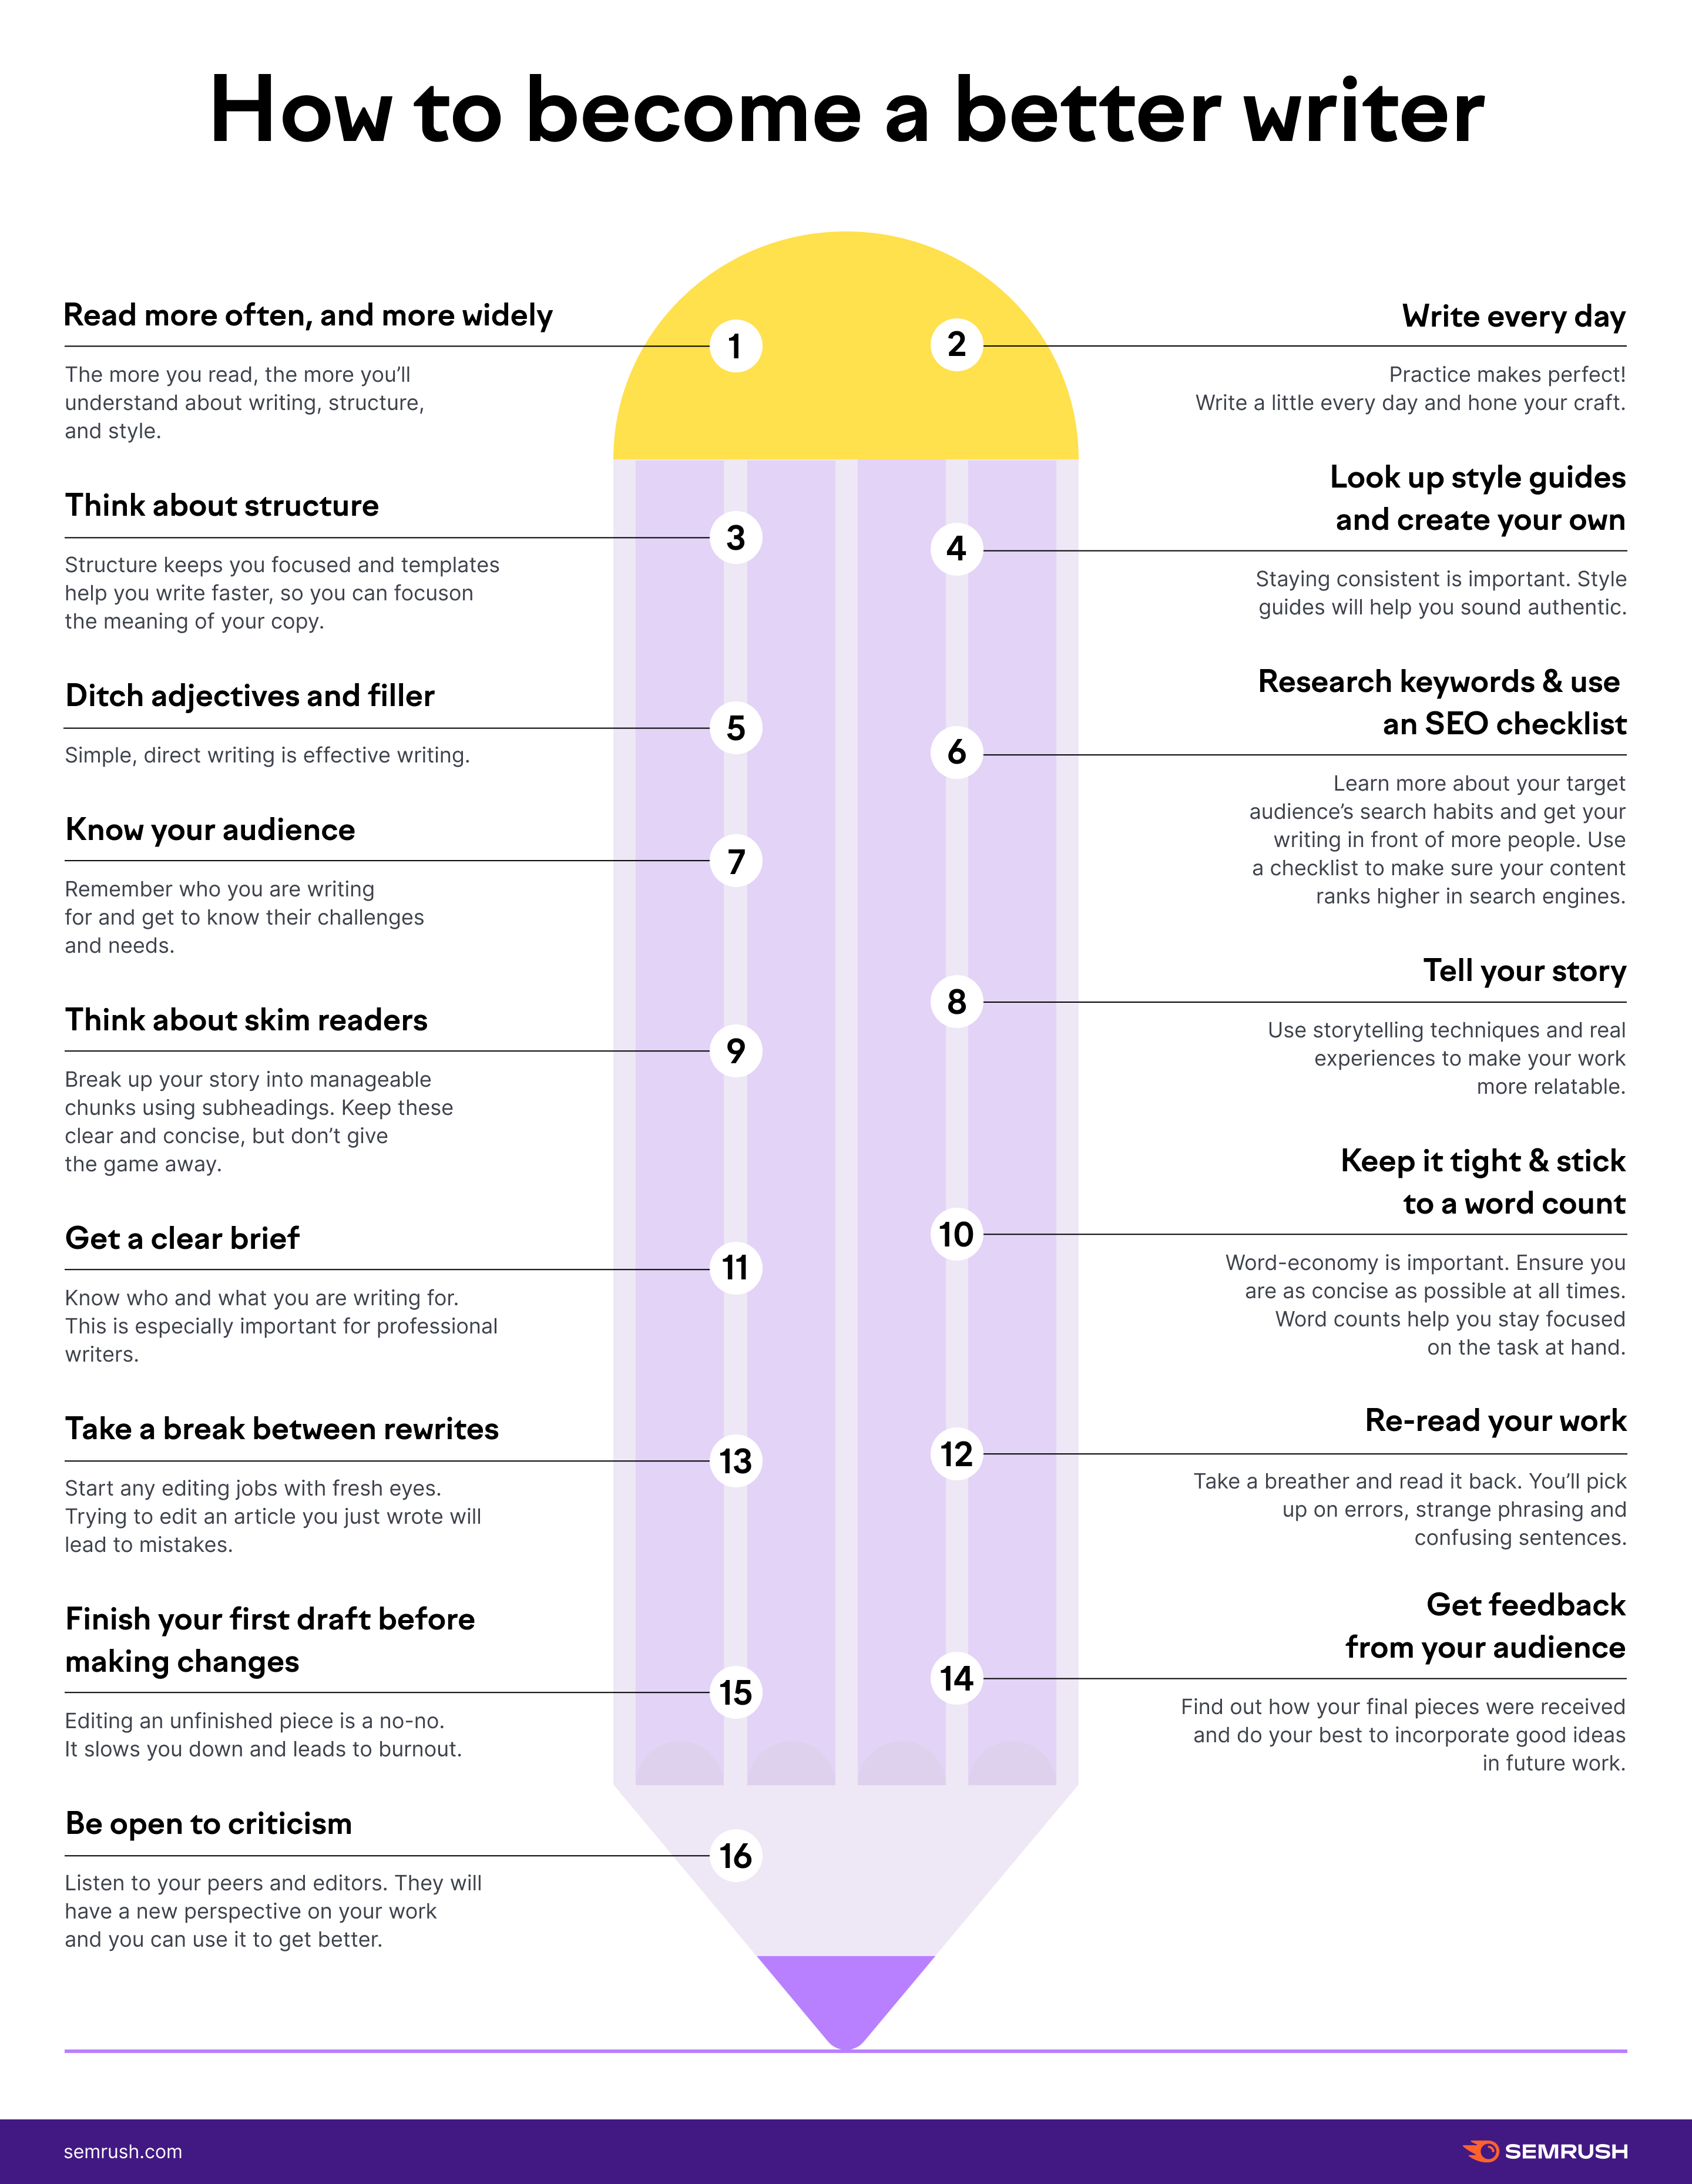 How to become a better writer
Read more often, and more widely
1
The more you read, the more you'll
understand about writing, structure,
and style.
Write every day
2
Practice makes perfect!
Write a little every day and hone your craft.
Think about structure
3
Structure keeps you focused and templates
help you write faster, so you can focuson
the meaning of your copy.
Look up style guides
and create your own
4
Staying consistent is important. Style
guides will help you sound authentic.
Ditch adjectives and filler
5
Simple, direct writing is effective writing.
Research keywords & use
an SEO checklist
6
Learn more about your target
audience's search habits and get your
writing in front of more people. Use
a checklist to make sure your content
ranks higher in search engines.
Know your audience
7
Remember who you are writing
for and get to know their challenges
and needs.
Tell your story
8
Use storytelling techniques and real
experiences to make your work
more relatable.
Think about skim readers
9
Break up your story into manageable
chunks using subheadings. Keep these
clear and concise, but don't give
the game away.
Keep it tight & stick
to a word count
10
Word-economy is important. Ensure you
are as concise as possible at all times.
Word counts help you stay focused
on the task at hand.
Get a clear brief
11
Know who and what you are writing for.
This is especially important for professional
writers.
Re-read your work
12
Take a breather and read it back. You'll pick
up on errors, strange phrasing and
confusing sentences.
Take a break between rewrites
13
Start any editing jobs with fresh eyes.
Trying to edit an article you just wrote will
lead to mistakes.
Get feedback
from your audience
14
Find out how your final pieces were received
and do your best to incorporate good ideas
in future work.
Finish your first draft before
making changes
15
Editing an unfinished piece is a no-no.
It slows you down and leads to burnout.
Be open to criticism
16
Listen to your peers and editors. They will
have a new perspective on your work
and you can use it to get better.
semrush.com
SEMRUSH